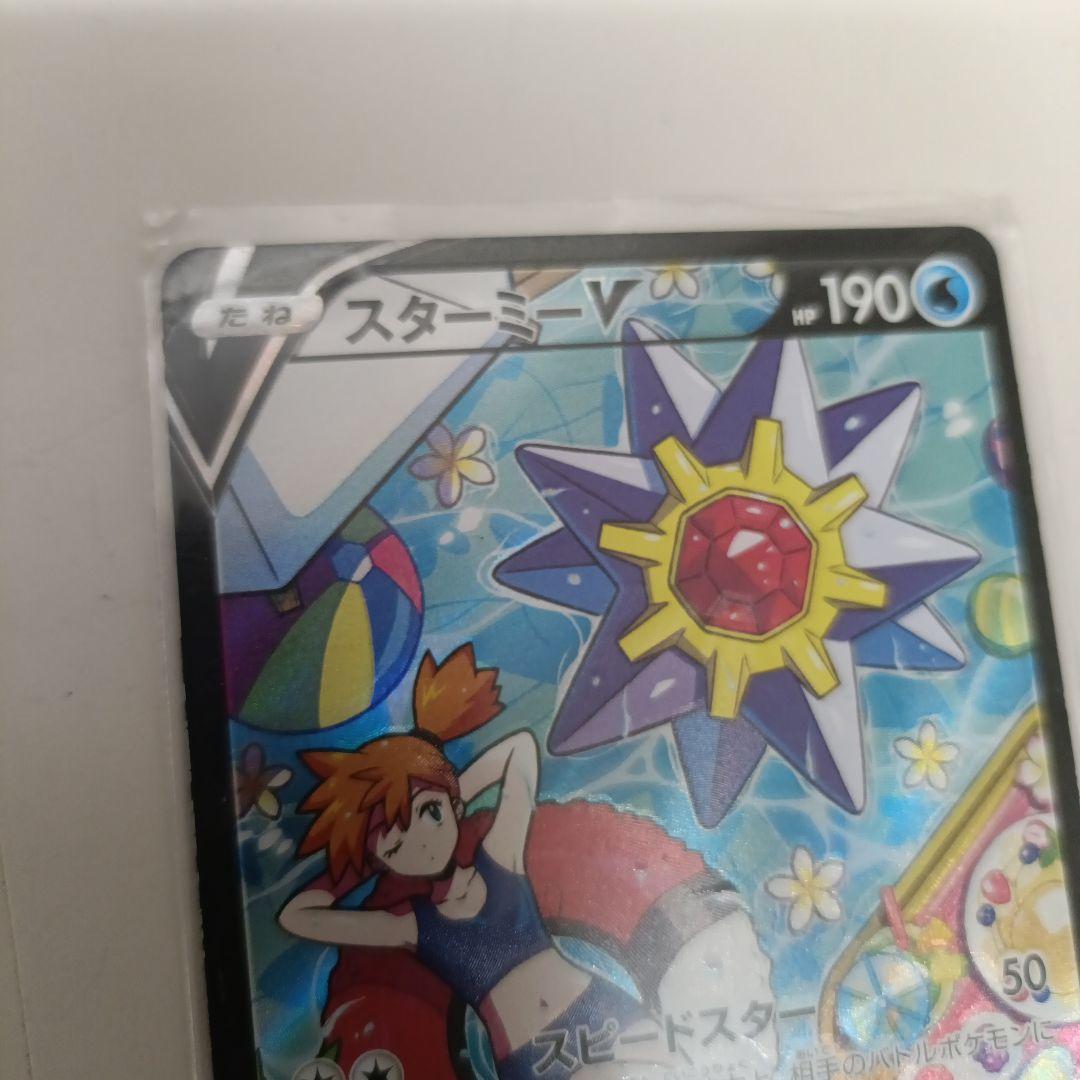 たね スターミーV HP 190
スピードスター 50
相手のバトルポケモンに